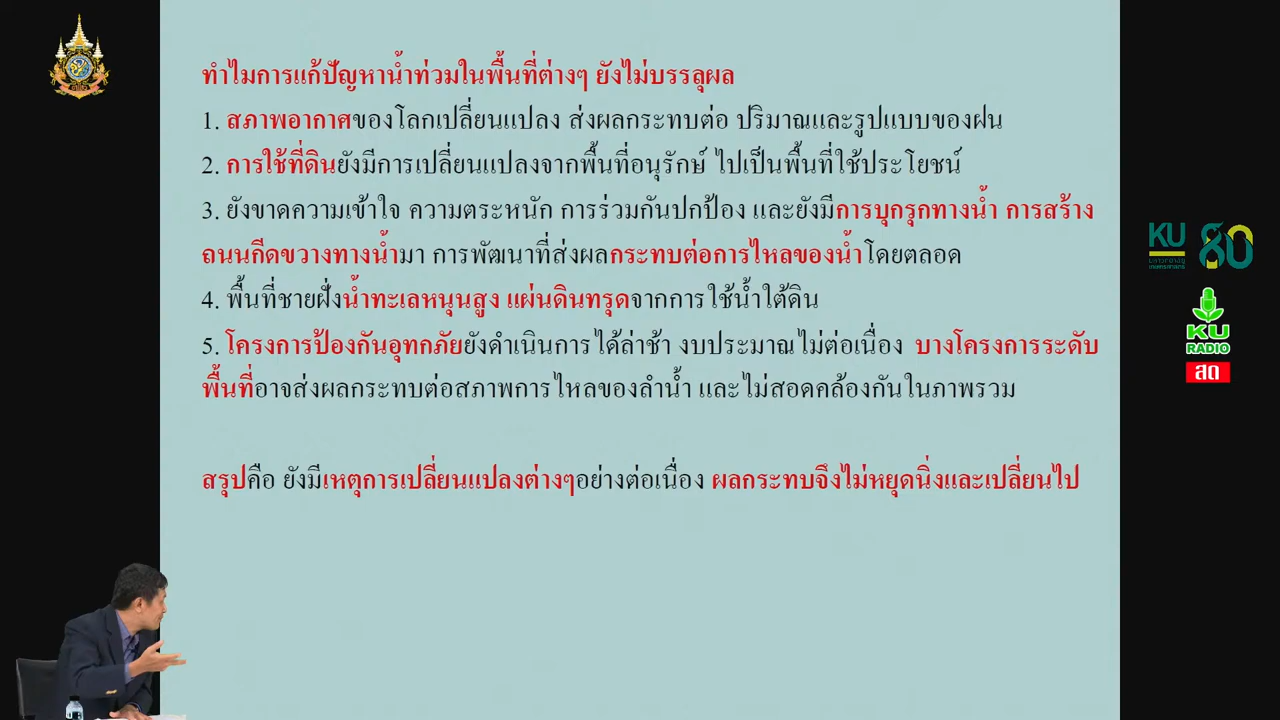 ทำไมการแก้ปัญหาน้ำท่วมในพื้นที่ต่างๆ ยังไม่บรรลุผล
1. สภาพอากาศของโลกเปลี่ยนแปลง ส่งผลกระทบต่อ ปริมาณและรูปแบบของฝน
2. การใช้ที่ดินยังมีการเปลี่ยนแปลงจากพื้นที่อนุรักษ์ ไปเป็นพื้นที่ใช้ประโยชน์
3. ยังขาดความเข้าใจ ความตระหนัก การร่วมกันปกป้อง และยังมีการบุกรุกทางน้ำ การสร้าง
ถนนกีดขวางทางน้ำมา การพัฒนาที่ส่งผลกระทบต่อการไหลของน้ำโดยตลอด
4. พื้นที่ชายฝั่งน้ำทะเลหนุนสูง แผ่นดินทรุดจากการใช้น้ำใต้ดิน
5. โครงการป้องกันอุทกภัยยังดำเนินการได้ล่าช้า งบประมาณไม่ต่อเนื่อง บางโครงการระดับ
พื้นที่อาจส่งผลกระทบต่อสภาพการไหลของลำน้ำ และไม่สอดคล้องกันในภาพรวม
สรุปคือ ยังมีเหตุการเปลี่ยนแปลงต่างๆอย่างต่อเนื่อง ผลกระทบจึงไม่หยุดนิ่งและเปลี่ยนไป
KU 80
KU
RADIO
สด